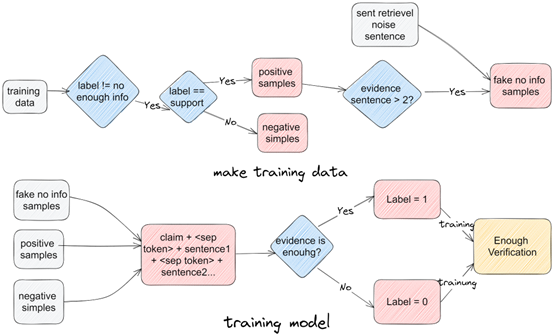 sent retrievel
noise
sentence
training
data
label != no
enough info
Yes
label ==
support
Yes
No
positive
samples
negative
simples
evidence
sentence > 2?
Yes
fake no info
samples
make training data
fake no info
samples
positive
samples
negative
samples
claim + <sep
token> + sentence1
+ <sep token> +
sentence2...
evidence is
enouhg?
Yes
No
Label = 1
Label = 0
training
trainung
Enough
Verification
training model